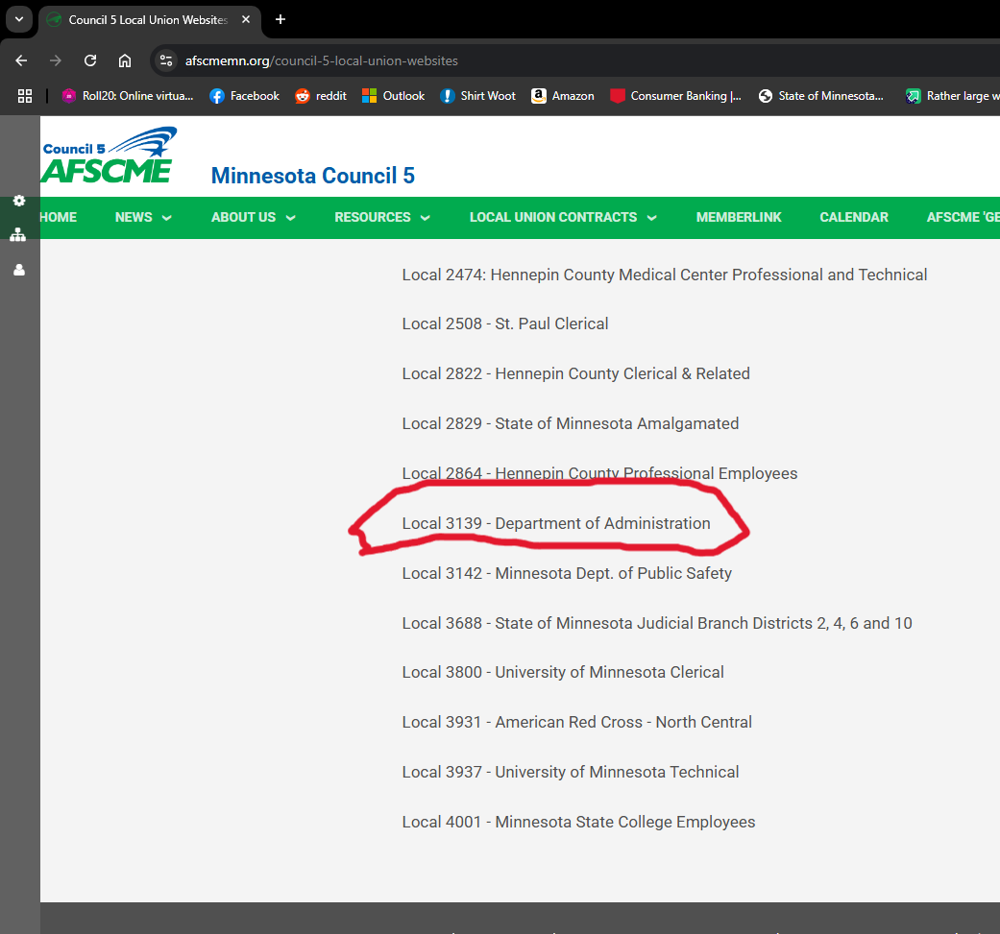 Council 5 Local Union Websites
afscmemn.org/council-5-local-union-websites
Roll20: Online virtua... Facebook reddit Outlook Shirt Woot Amazon Consumer Banking |... State of Minnesota... Rather large w
Council 5
AFSCME
Minnesota Council 5
HOME NEWS ABOUT US RESOURCES LOCAL UNION CONTRACTS MEMBERLINK CALENDAR AFSCME 'GE
Local 2474: Hennepin County Medical Center Professional and Technical
Local 2508 - St. Paul Clerical
Local 2822 - Hennepin County Clerical & Related
Local 2829 - State of Minnesota Amalgamated
Local 2864 - Hennepin County Professional Employees
Local 3139 - Department of Administration
Local 3142 - Minnesota Dept. of Public Safety
Local 3688 - State of Minnesota Judicial Branch Districts 2, 4, 6 and 10
Local 3800 - University of Minnesota Clerical
Local 3931 - American Red Cross - North Central
Local 3937 - University of Minnesota Technical
Local 4001 - Minnesota State College Employees